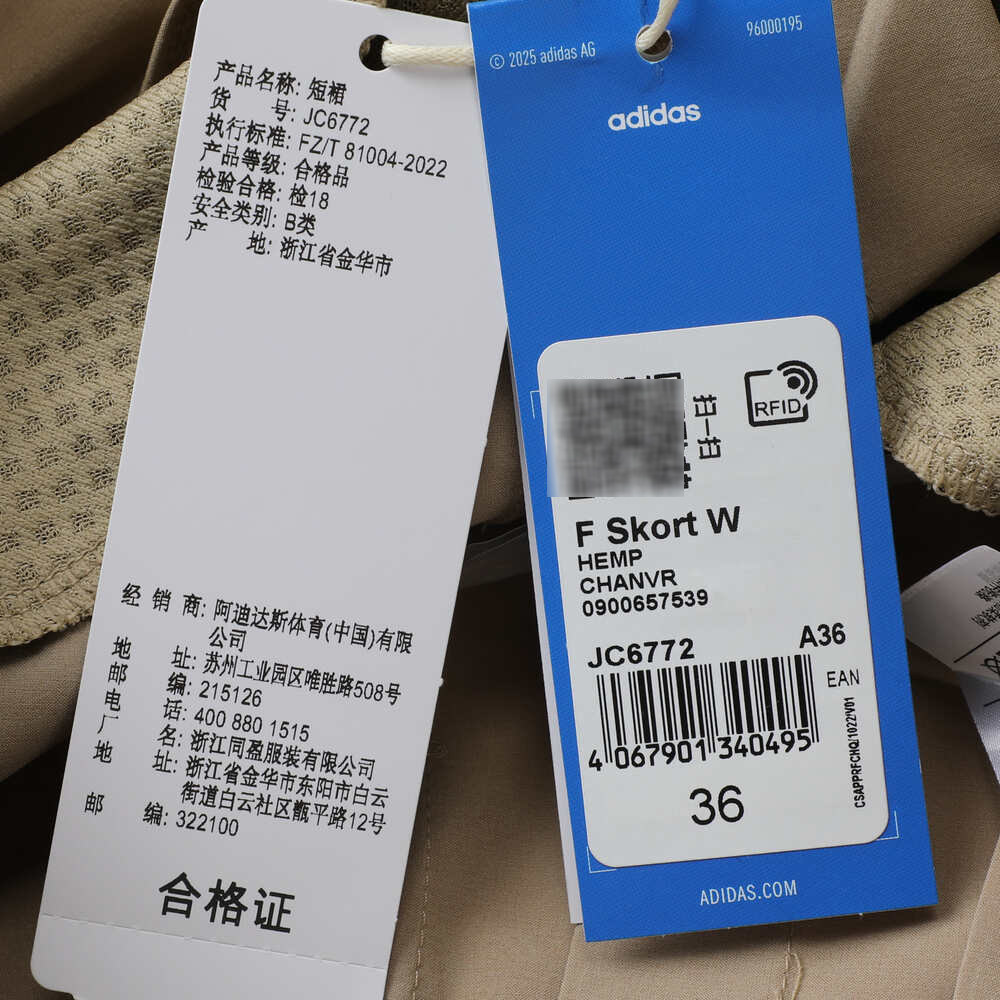 产品名称: 短裙
货 号: JC6772
执行标准: FZ/T 81004-2022
产品等级: 合格品
检验合格: 检18
安全类别: B类
产 地: 浙江省金华市
经 销 商: 阿迪达斯体育(中国)有限
公司
地 址: 苏州工业园区唯胜路508号
邮 编: 215126
电 话: 400 880 1515
厂 名: 浙江同盈服装有限公司
地 址: 浙江省金华市东阳市白云
街道白云社区甑平路12号
邮 编: 322100
合格证
© 2025 adidas AG
96000195
adidas
扫一扫
RFID
F Skort W
HEMP
CHANVR
0900657539
JC6772
A36
EAN
4 067901 340495
CSAPPRFCHQ/1022/V01
36
ADIDAS.COM